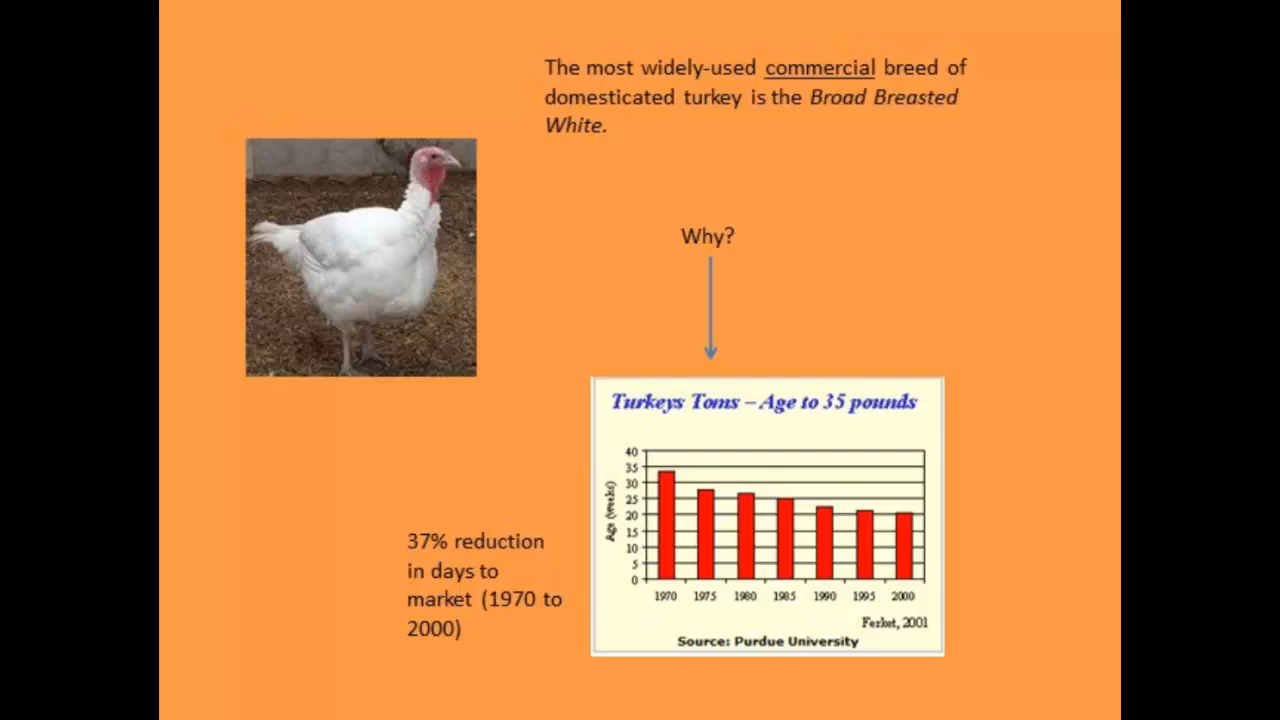 The most widely-used commercial breed of
domesticated turkey is the Broad Breasted
White.
Why?
Turkeys Toms – Age to 35 pounds
40
35
30
25
20
15
10
5
0
Age (weeks)
1970 1975 1980 1985 1990 1995 2000
Ferket, 2001
Source: Purdue University
37% reduction
in days to
market (1970 to
2000)